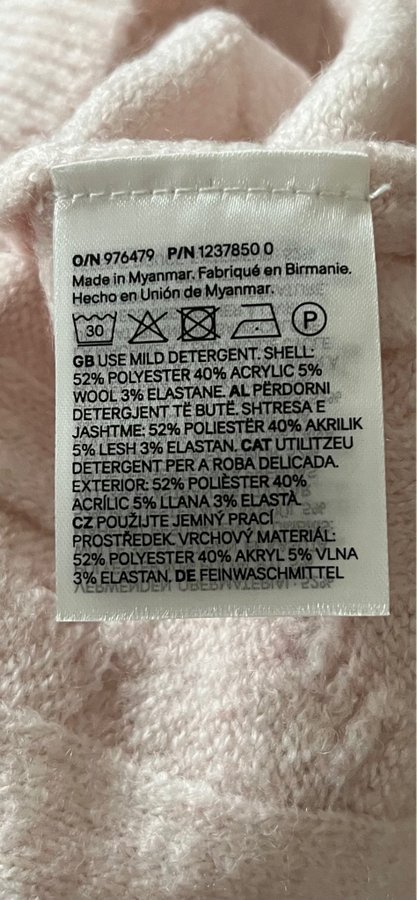 O/N 976479 P/N 1237850 0
Made in Myanmar. Fabriqué en Birmanie.
Hecho en Unión de Myanmar.
30 P
GB USE MILD DETERGENT. SHELL:
52% POLYESTER 40% ACRYLIC 5%
WOOL 3% ELASTANE. AL PËRDORNI
DETERGJENT TË BUTË. SHTRESA E
JASHTME: 52% POLIESTËR 40% AKRILIK
5% LESH 3% ELASTAN. CAT UTILITZEU
DETERGENT PER A ROBA DELICADA.
EXTERIOR: 52% POLIÈSTER 40%
ACRÍLIC 5% LLANA 3% ELASTÀ.
CZ POUŽIJTE JEMNÝ PRACÍ
PROSTŘEDEK. VRCHOVÝ MATERIÁL:
52% POLYESTER 40% AKRYL 5% VLNA
3% ELASTAN. DE FEINWASCHMITTEL